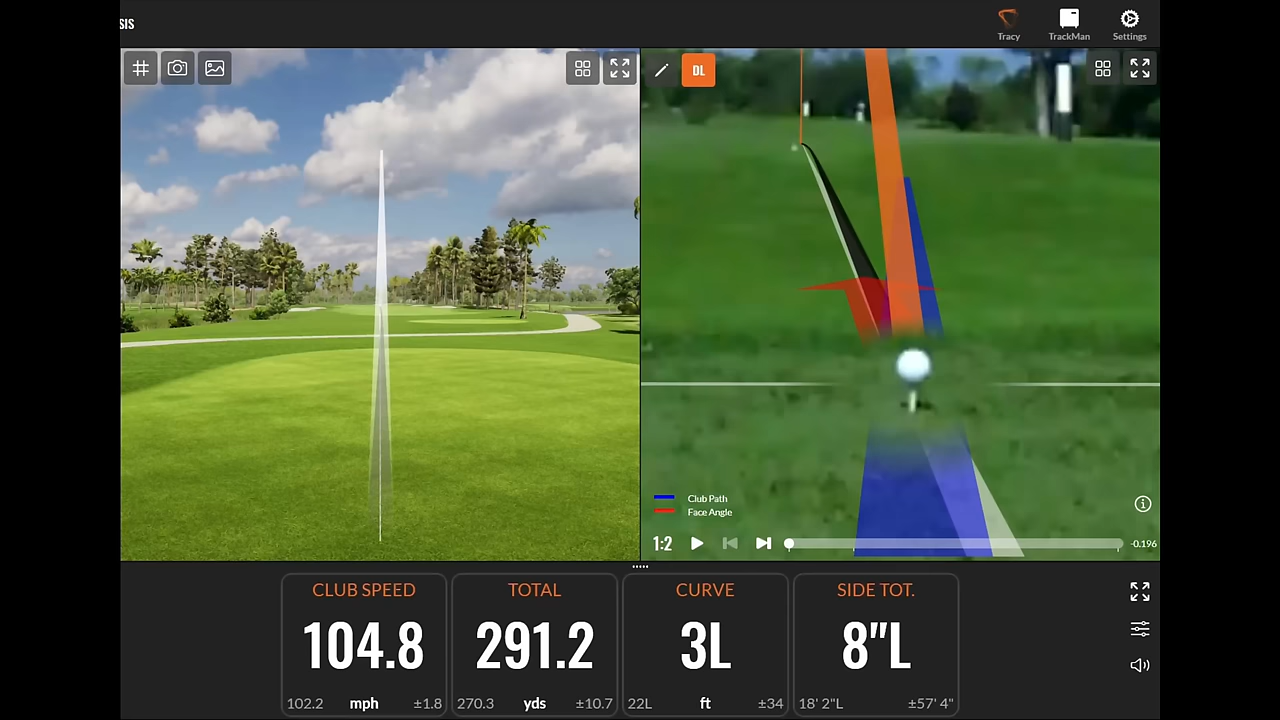 SIS
Tracy
TrackMan
Settings
DL
Club Path
Face Angle
1:2
-0.196
CLUB SPEED
104.8
102.2 mph ±1.8
TOTAL
291.2
270.3 yds ±10.7
CURVE
3L
22L ft ±34
SIDE TOT.
8"L
18' 2"L ±57' 4"